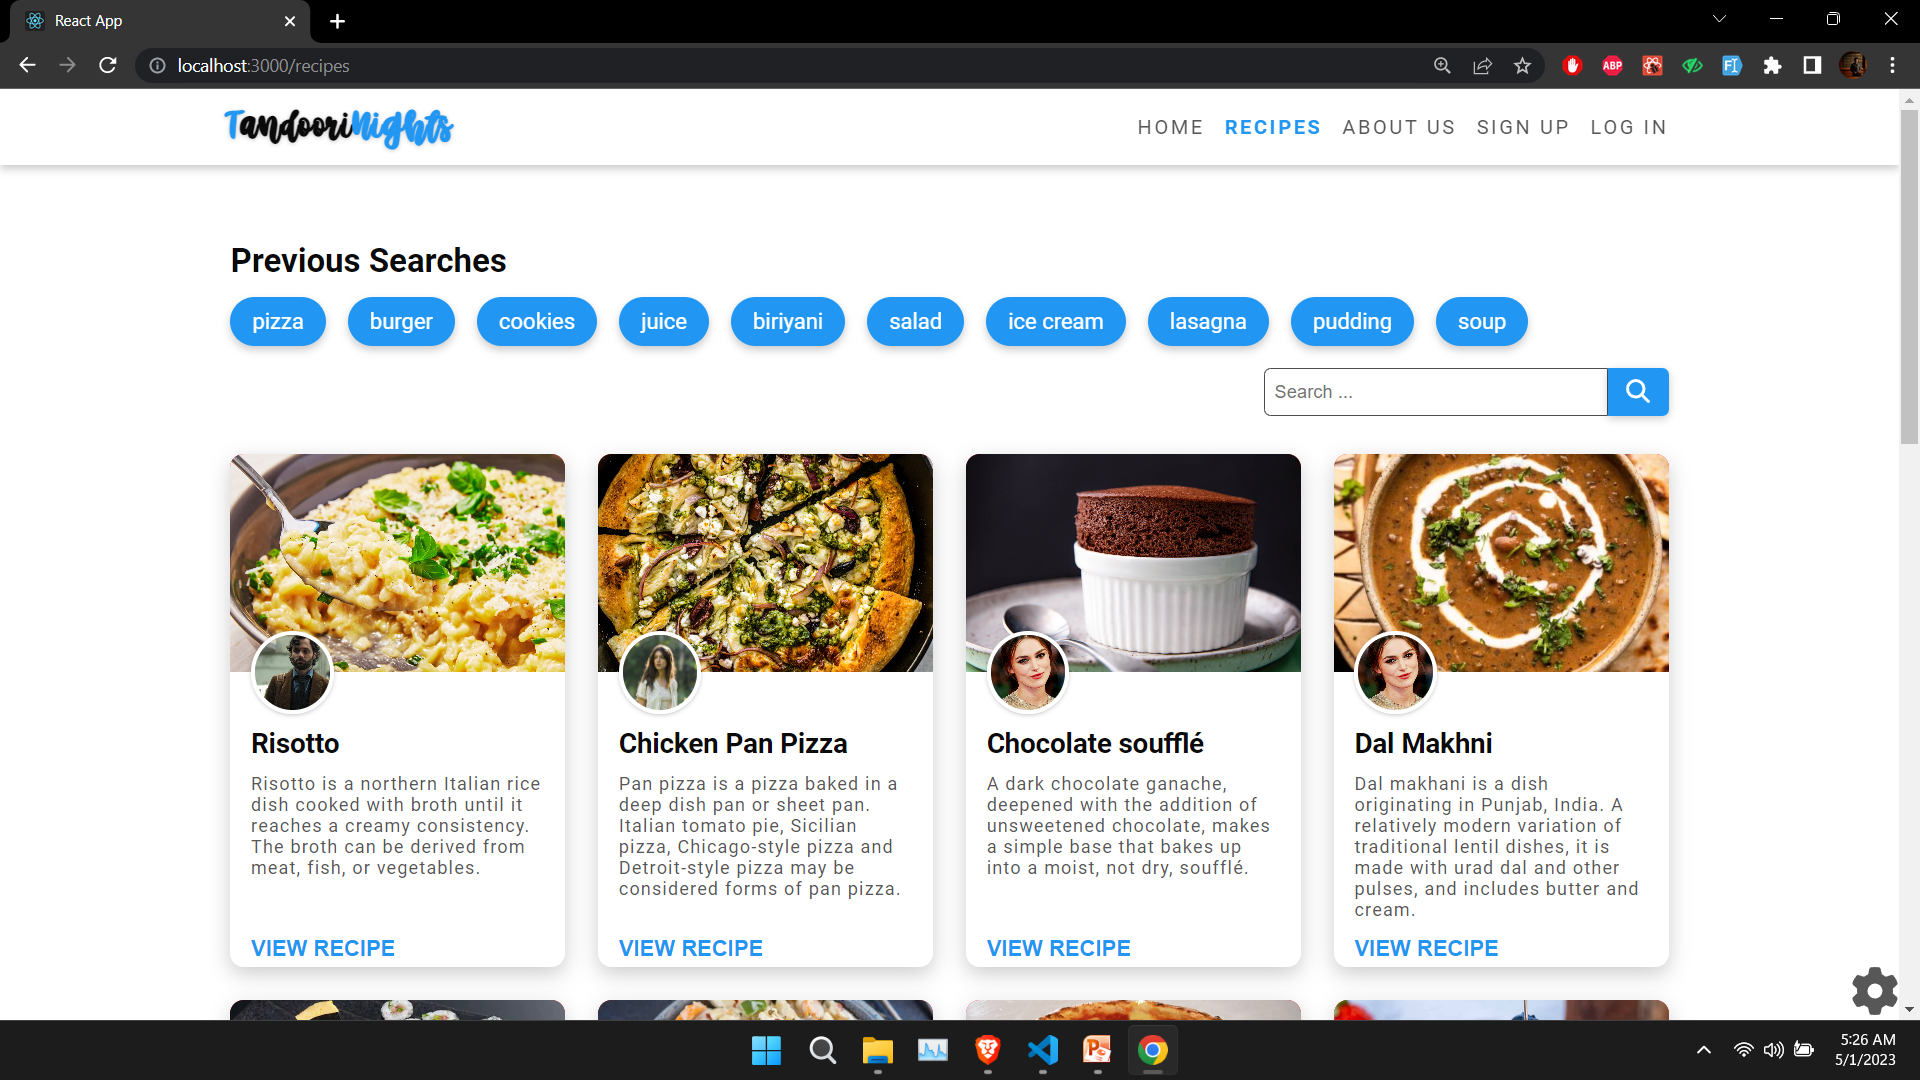 React App
localhost:3000/recipes
ABP
TandooriNights
HOME RECIPES ABOUT US SIGN UP LOG IN
Previous Searches
pizza burger cookies juice biriyani salad ice cream lasagna pudding soup
Search ...
Risotto
Risotto is a northern Italian rice
dish cooked with broth until it
reaches a creamy consistency.
The broth can be derived from
meat, fish, or vegetables.
VIEW RECIPE
Chicken Pan Pizza
Pan pizza is a pizza baked in a
deep dish pan or sheet pan.
Italian tomato pie, Sicilian
pizza, Chicago-style pizza and
Detroit-style pizza may be
considered forms of pan pizza.
VIEW RECIPE
Chocolate soufflé
A dark chocolate ganache,
deepened with the addition of
unsweetened chocolate, makes
a simple base that bakes up
into a moist, not dry, soufflé.
VIEW RECIPE
Dal Makhni
Dal makhani is a dish
originating in Punjab, India. A
relatively modern variation of
traditional lentil dishes, it is
made with urad dal and other
pulses, and includes butter and
cream.
VIEW RECIPE
5:26 AM
5/1/2023